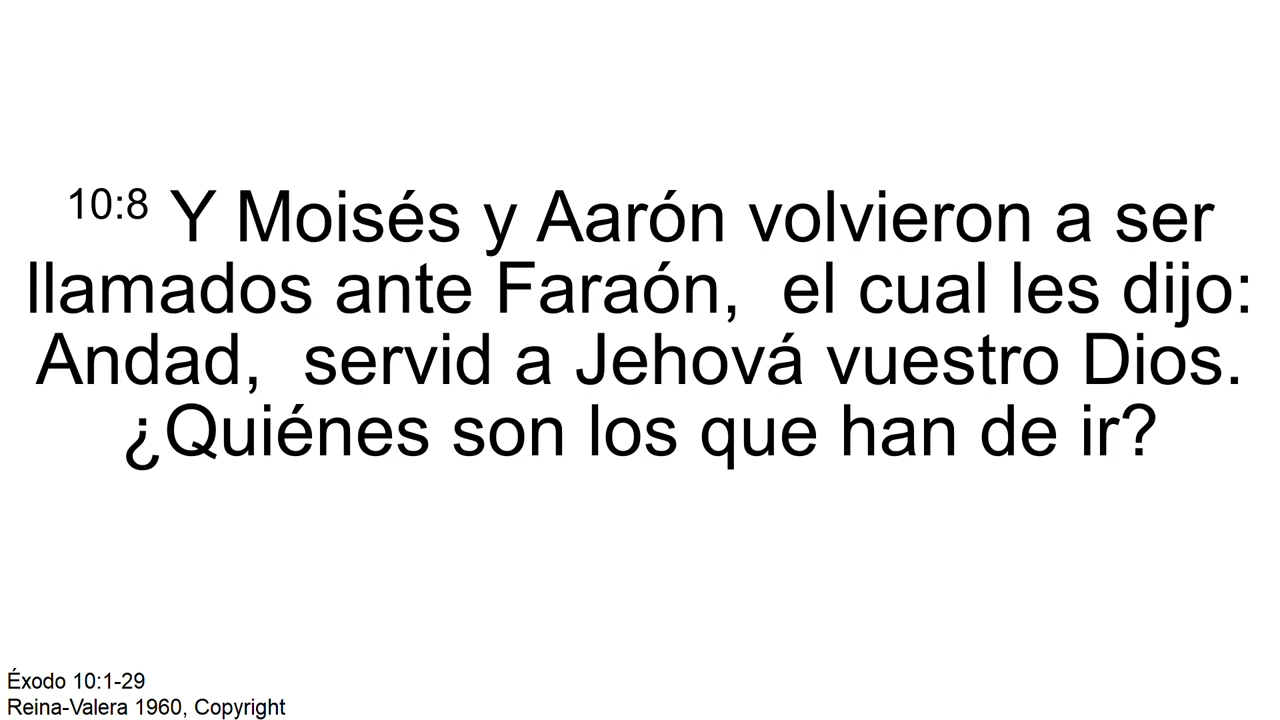 10:8 Y Moisés y Aarón volvieron a ser
llamados ante Faraón,  el cual les dijo:
Andad,  servid a Jehová vuestro Dios.
¿Quiénes son los que han de ir?
Éxodo 10:1-29
Reina-Valera 1960, Copyright